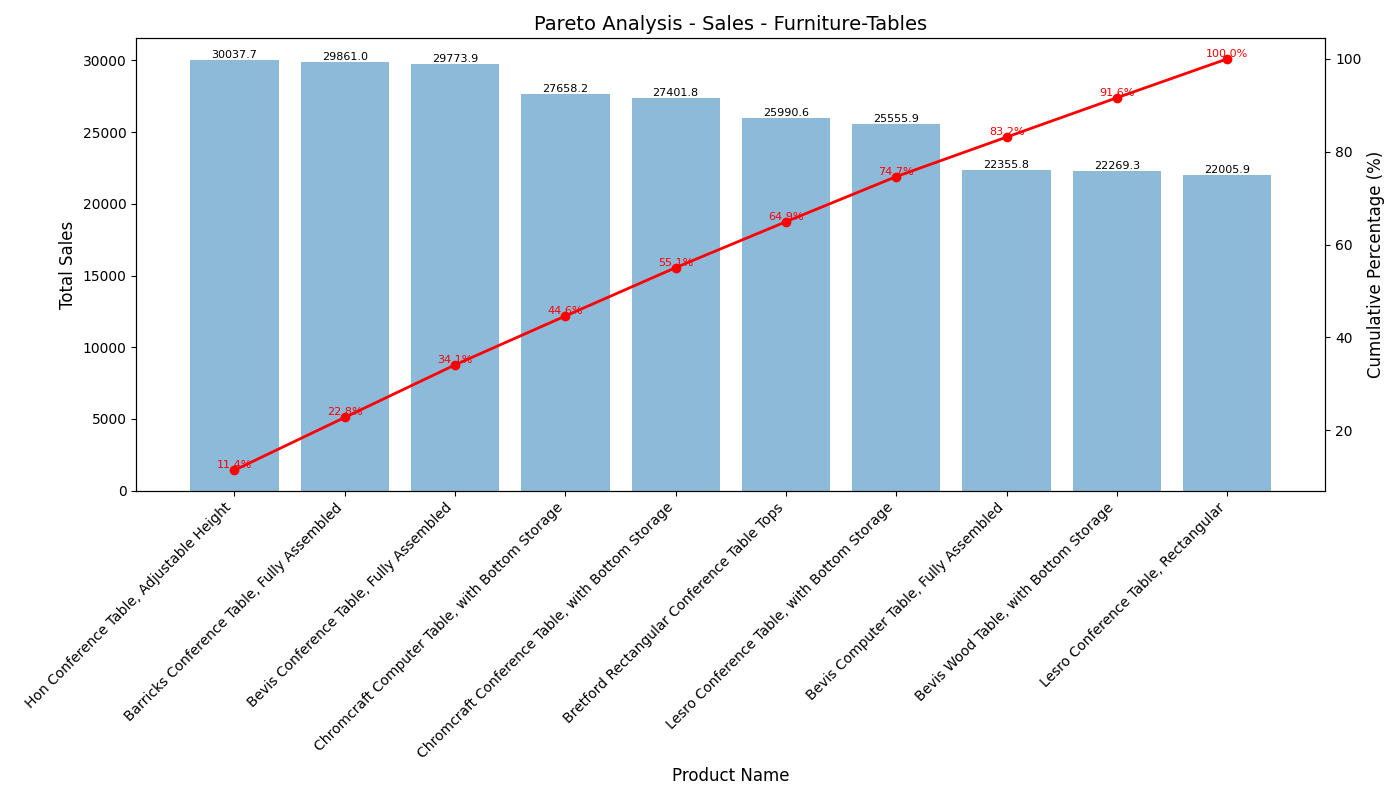 Pareto Analysis - Sales - Furniture-Tables
Total Sales
30000
25000
20000
15000
10000
5000
0
30037.7
29861.0
29773.9
27658.2
27401.8
25990.6
25555.9
22355.8
22269.3
22005.9
11.4%
22.8%
34.1%
44.6%
55.1%
64.9%
74.7%
83.2%
91.6%
100.0%
100
80
60
40
20
Cumulative Percentage (%)
Hon Conference Table, Adjustable Height
Barricks Conference Table, Fully Assembled
Bevis Conference Table, Fully Assembled
Chromcraft Computer Table, with Bottom Storage
Chromcraft Conference Table, with Bottom Storage
Bretford Rectangular Conference Table Tops
Lesro Conference Table, with Bottom Storage
Bevis Computer Table, Fully Assembled
Bevis Wood Table, with Bottom Storage
Lesro Conference Table, Rectangular
Product Name